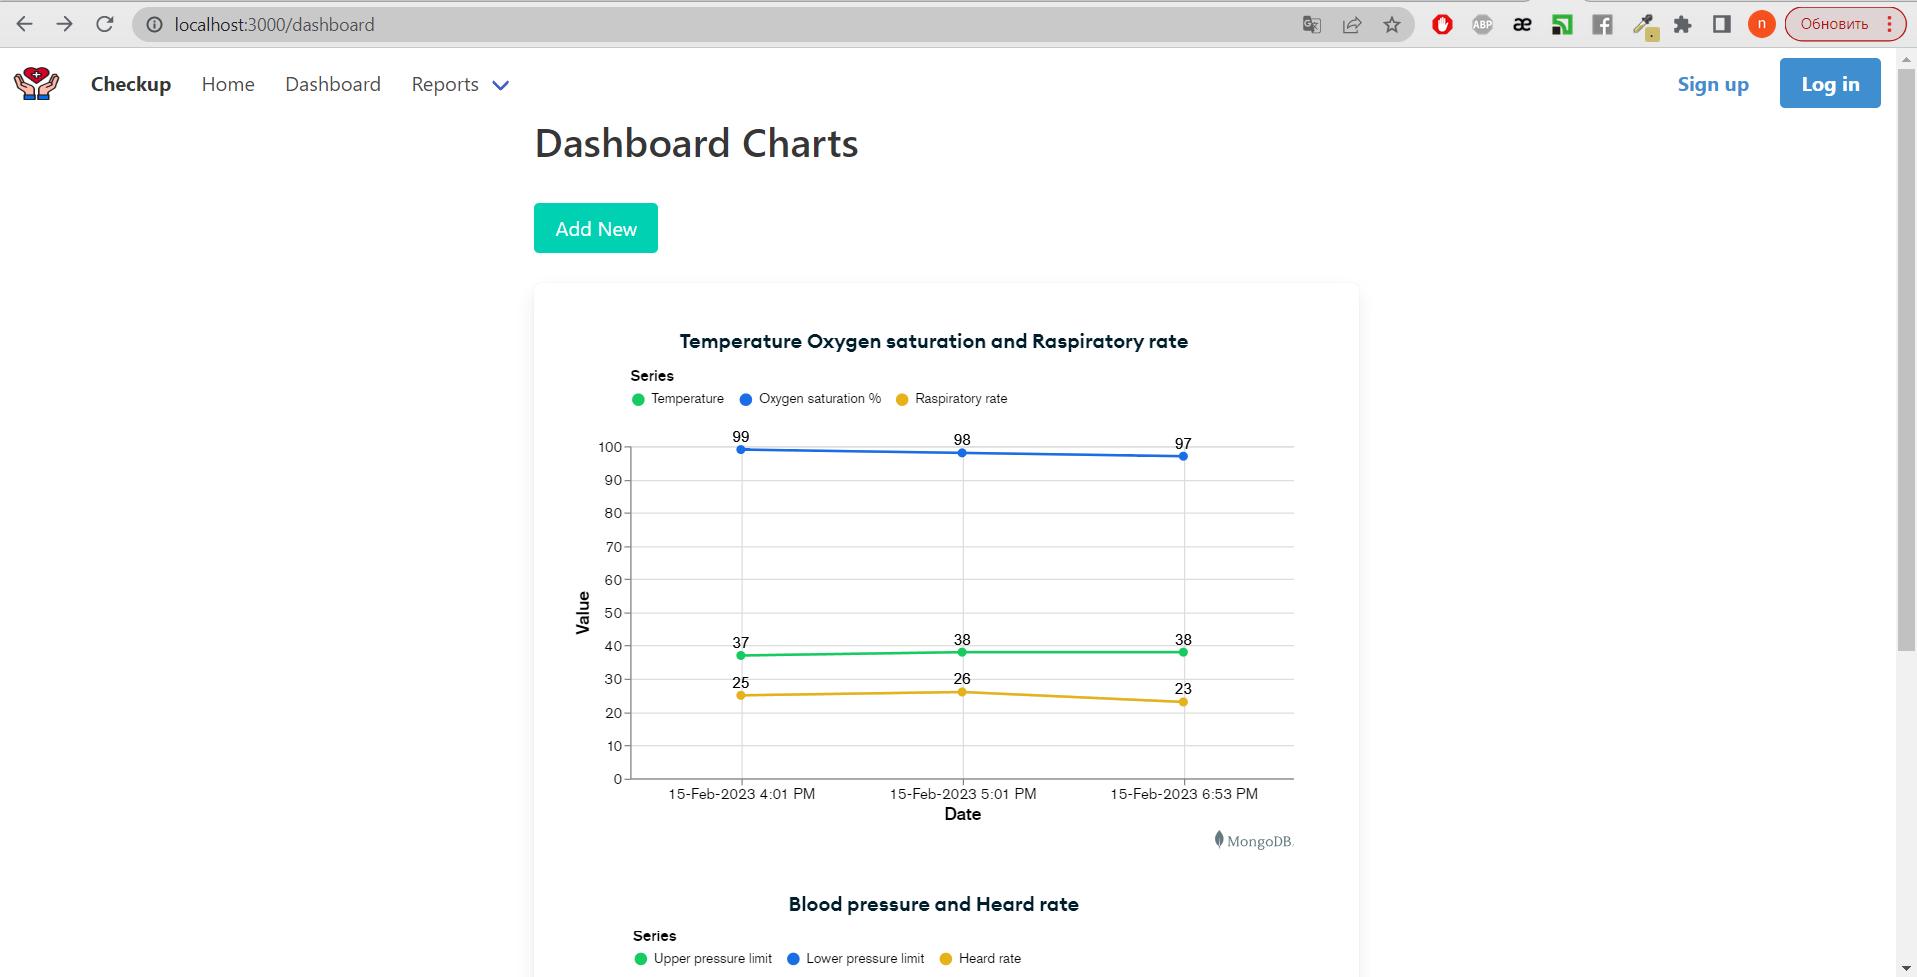 localhost:3000/dashboard
ABP
æ
n
Обновить
Checkup Home Dashboard Reports
Sign up Log in
Dashboard Charts
Add New
Temperature Oxygen saturation and Raspiratory rate
Series
Temperature Oxygen saturation % Raspiratory rate
99 98 97
100
90
80
70
60
50
40
30
20
10
0
Value
37 38 38
25 26 23
15-Feb-2023 4:01 PM 15-Feb-2023 5:01 PM 15-Feb-2023 6:53 PM
Date
MongoDB.
Blood pressure and Heard rate
Series
Upper pressure limit Lower pressure limit Heard rate